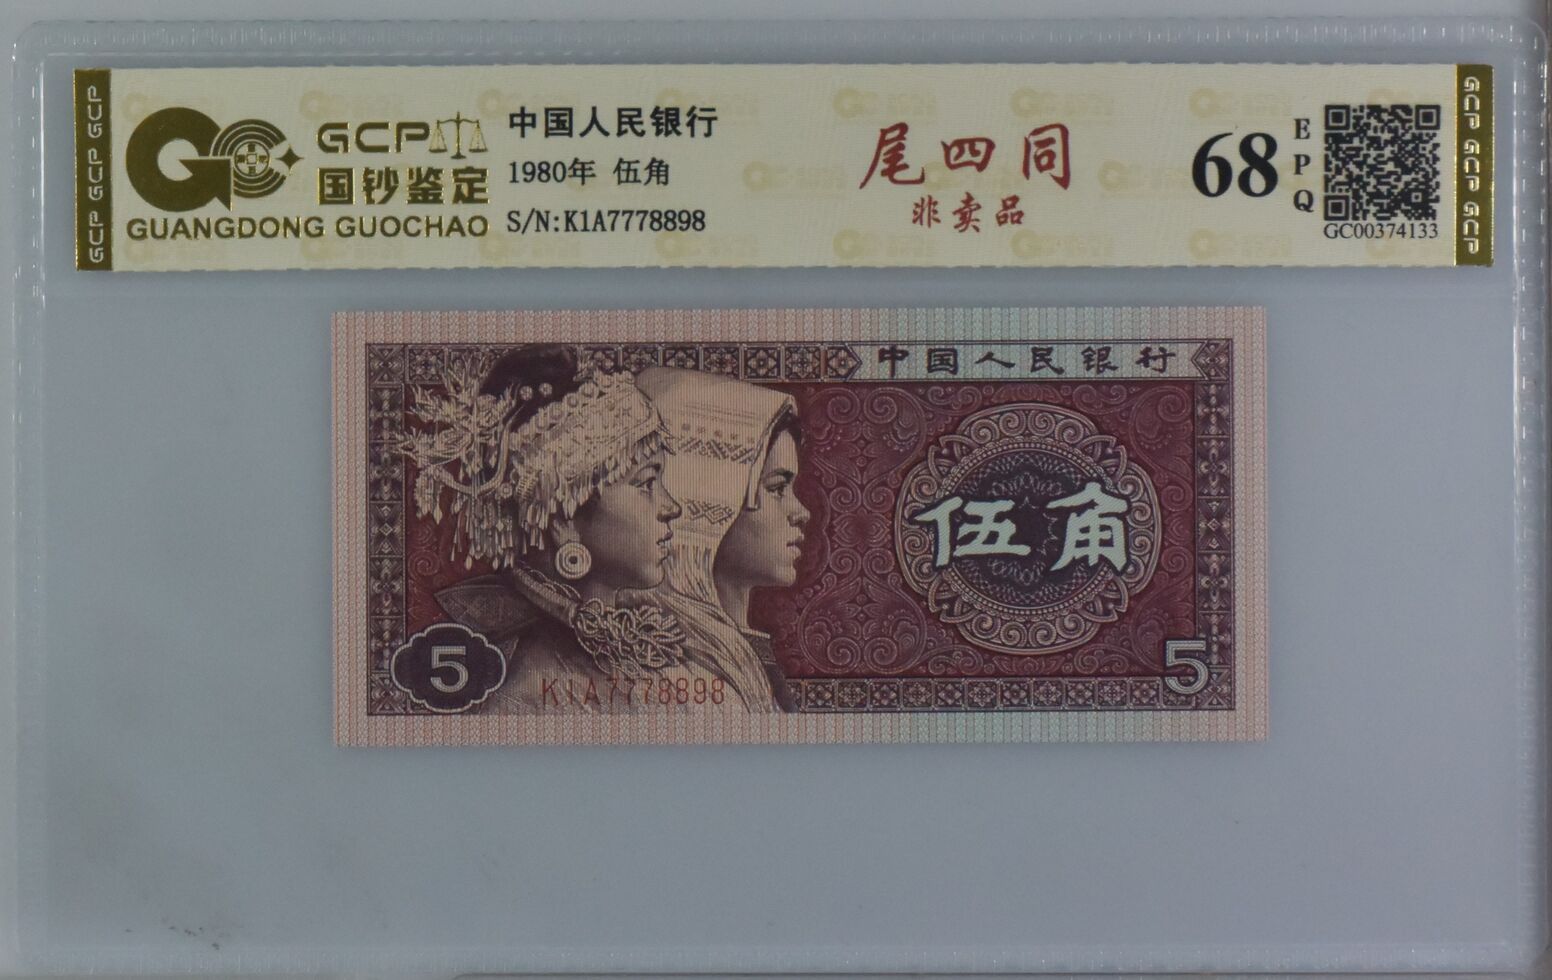 GCP GCP GCP
GCP
国钞鉴定
GUANGDONG GUOCHAO
中国人民银行
1980年 伍角
S/N:K1A7778898
尾四同
非卖品
68
EPQ
GC00374133
GCP GCP GCP
中国人民银行
伍角
5
5
K1A7778898